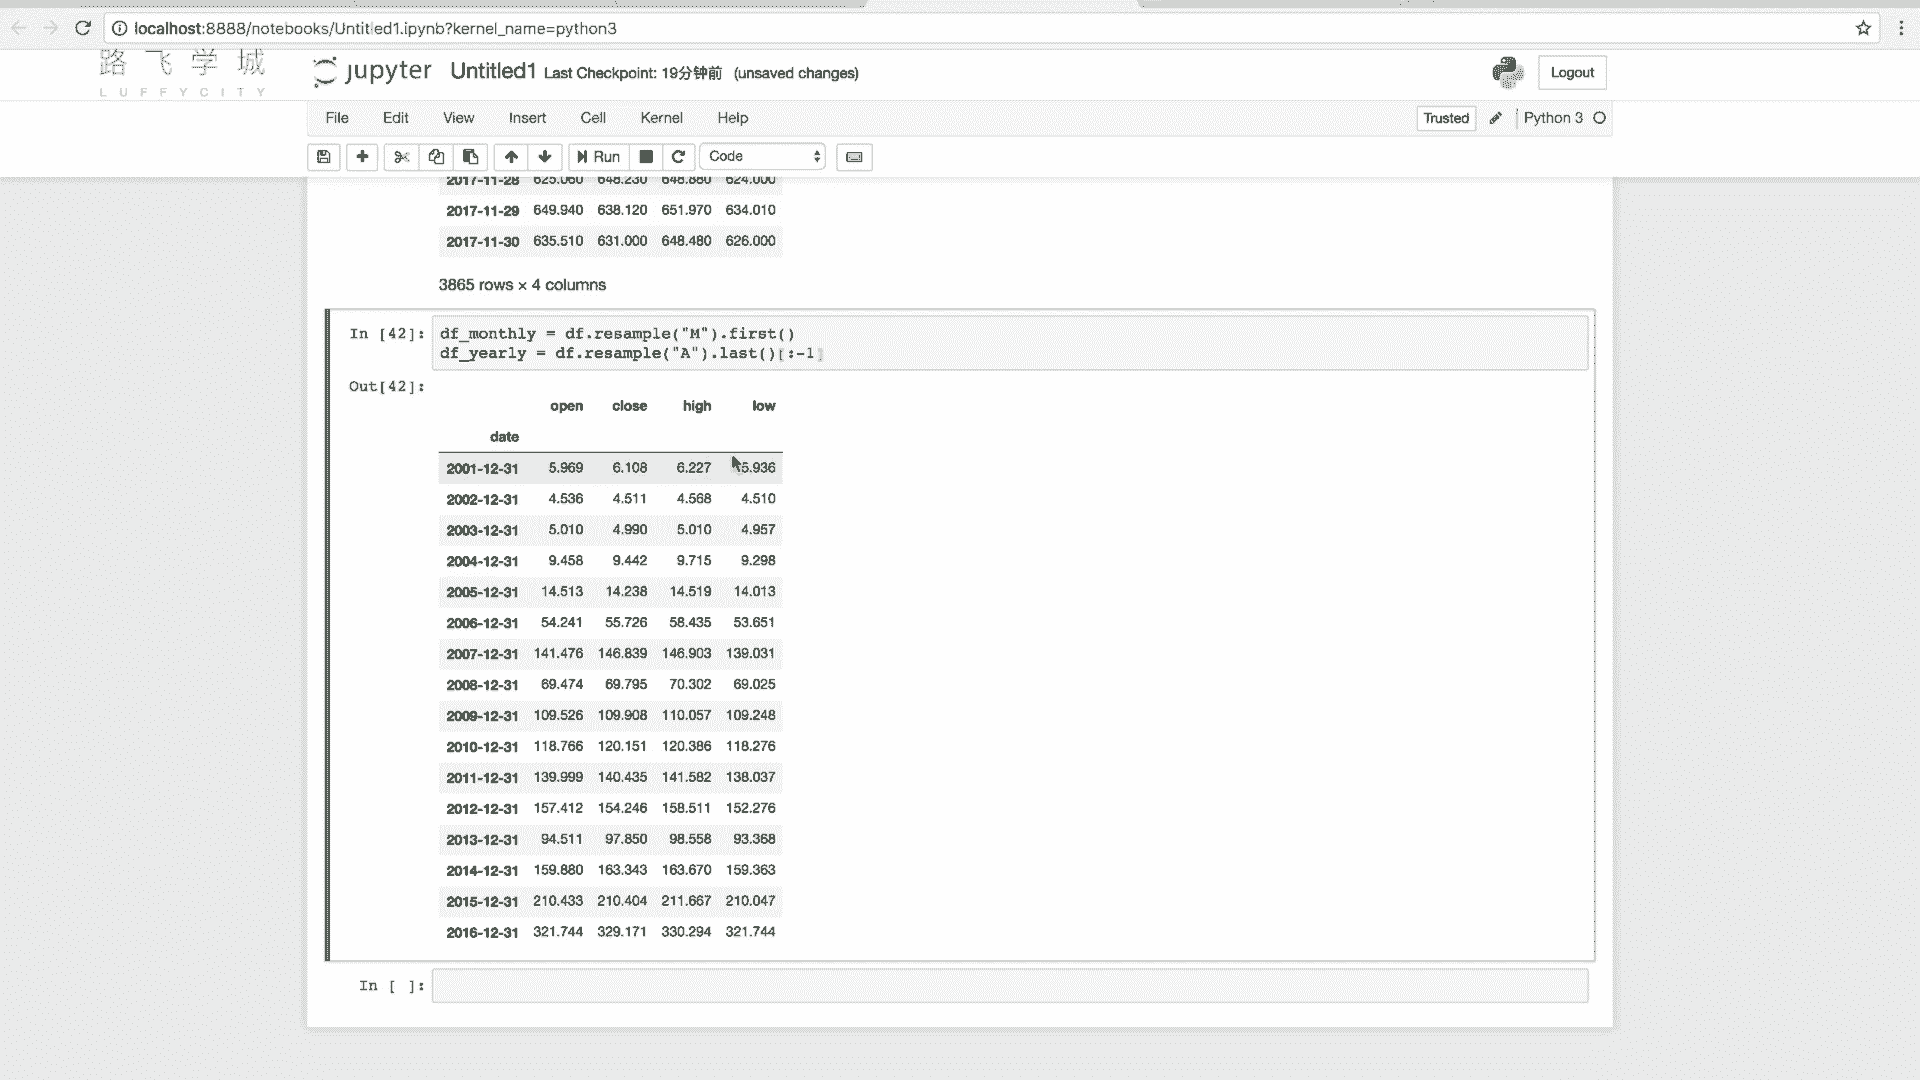 localhost:8888/notebooks/Untitled1.ipynb?kernel_name=python3
路飞学城
LUFFYCITY
jupyter Untitled1 Last Checkpoint: 19分钟前 (unsaved changes)
Logout
File Edit View Insert Cell Kernel Help
Trusted Python 3
Run Code
2017-11-28 625.060 648.230 648.880 624.000
2017-11-29 649.940 638.120 651.970 634.010
2017-11-30 635.510 631.000 648.480 626.000
3865 rows × 4 columns
In [42]: df_monthly = df.resample("M").first()
df_yearly = df.resample("A").last()[:-1]
Out[42]:
open close high low
date
2001-12-31 5.969 6.108 6.227 5.936
2002-12-31 4.536 4.511 4.568 4.510
2003-12-31 5.010 4.990 5.010 4.957
2004-12-31 9.458 9.442 9.715 9.298
2005-12-31 14.513 14.238 14.519 14.013
2006-12-31 54.241 55.726 58.435 53.651
2007-12-31 141.476 146.839 146.903 139.031
2008-12-31 69.474 69.795 70.302 69.025
2009-12-31 109.526 109.908 110.057 109.248
2010-12-31 118.766 120.151 120.386 118.276
2011-12-31 139.999 140.435 141.582 138.037
2012-12-31 157.412 154.246 158.511 152.276
2013-12-31 94.511 97.850 98.558 93.368
2014-12-31 159.880 163.343 163.670 159.363
2015-12-31 210.433 210.404 211.667 210.047
2016-12-31 321.744 329.171 330.294 321.744
In [ ]: